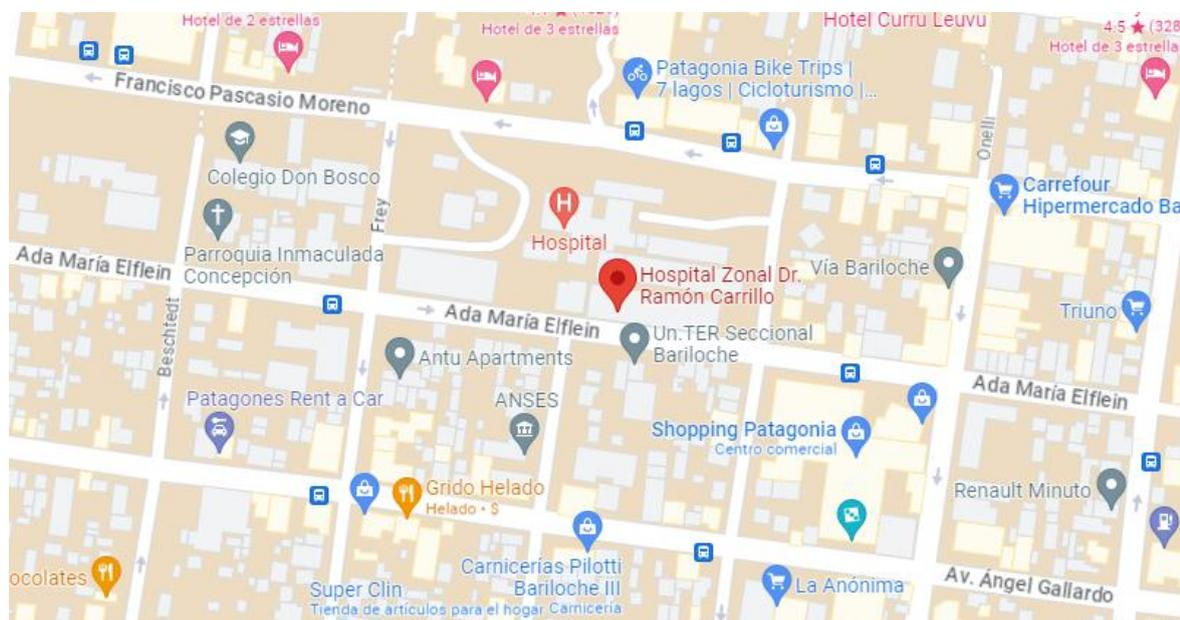 Hotel de 2 estrellas
Hotel de 3 estrellas
Hotel Curru Leuvu
4.5 ★ (328
Hotel de 3 estrella
Francisco Pascasio Moreno
Patagonia Bike Trips |
7 lagos | Cicloturismo |...
Onelli
Colegio Don Bosco
Frey
Carrefour
Hipermercado Ba
H
Hospital
Parroquia Inmaculada
Concepción
Ada María Elflein
Hospital Zonal Dr.
Ramón Carrillo
Vía Bariloche
Triuno
Ada María Elflein
Un.TER Seccional
Bariloche
Beschtedt
Antu Apartments
Ada María Elflein
Patagones Rent a Car
ANSES
Shopping Patagonia
Centro comercial
Grido Helado
Helado • $
Renault Minuto
Carnicerías Pilotti
Bariloche III
Carnicería
Super Clin
Tienda de artículos para el hogar
ocolates
La Anónima
Av. Ángel Gallardo